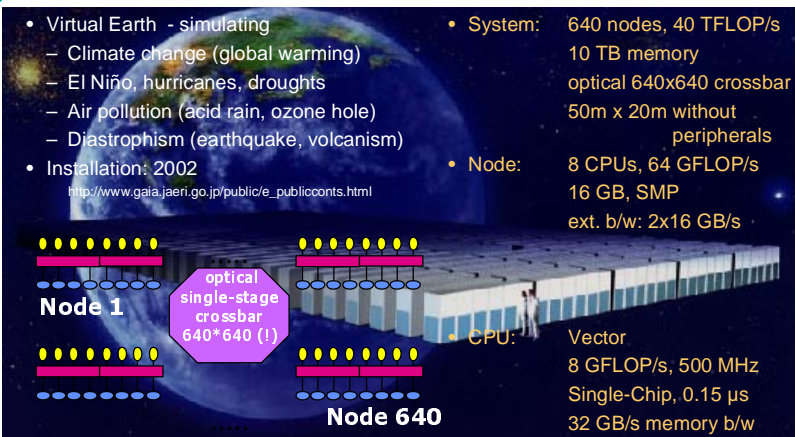 • Virtual Earth - simulating
– Climate change (global warming)
– El Niño, hurricanes, droughts
– Air pollution (acid rain, ozone hole)
– Diastrophism (earthquake, volcanism)
• Installation: 2002
http://www.gaia.jaeri.go.jp/public/e_publicconts.html
• System: 640 nodes, 40 TFLOP/s
10 TB memory
optical 640x640 crossbar
50m x 20m without
peripherals
• Node: 8 CPUs, 64 GFLOP/s
16 GB, SMP
ext. b/w: 2x16 GB/s
• CPU: Vector
8 GFLOP/s, 500 MHz
Single-Chip, 0.15 µs
32 GB/s memory b/w
Node 1
.....
optical
single-stage
crossbar
640*640 (!)
Node 640
.....